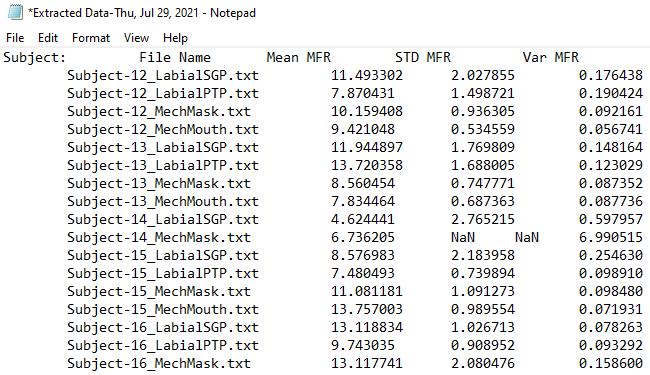 *Extracted Data-Thu, Jul 29, 2021 - Notepad
File Edit Format View Help
Subject: File Name Mean MFR STD MFR Var MFR
Subject-12_LabialSGP.txt 11.493302 2.027855 0.176438
Subject-12_LabialPTP.txt 7.870431 1.498721 0.190424
Subject-12_MechMask.txt 10.159408 0.936305 0.092161
Subject-12_MechMouth.txt 9.421048 0.534559 0.056741
Subject-13_LabialSGP.txt 11.944897 1.769809 0.148164
Subject-13_LabialPTP.txt 13.720358 1.688005 0.123029
Subject-13_MechMask.txt 8.560454 0.747771 0.087352
Subject-13_MechMouth.txt 7.834464 0.687363 0.087736
Subject-14_LabialSGP.txt 4.624441 2.765215 0.597957
Subject-14_MechMask.txt 6.736205 NaN NaN 6.990515
Subject-15_LabialSGP.txt 8.576983 2.183958 0.254630
Subject-15_LabialPTP.txt 7.480493 0.739894 0.098910
Subject-15_MechMask.txt 11.081181 1.091273 0.098480
Subject-15_MechMouth.txt 13.757003 0.989554 0.071931
Subject-16_LabialSGP.txt 13.118834 1.026713 0.078263
Subject-16_LabialPTP.txt 9.743035 0.908952 0.093292
Subject-16_MechMask.txt 13.117741 2.080476 0.158600